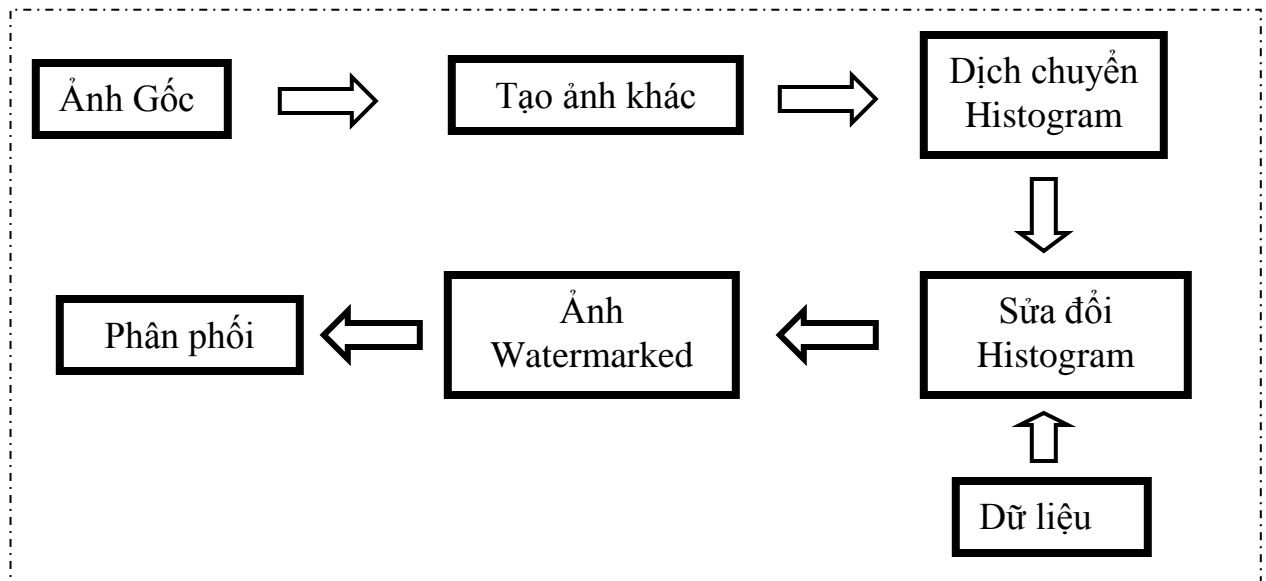 Ảnh Gốc
Tạo ảnh khác
Dịch chuyển
Histogram
Sửa đổi
Histogram
Ảnh
Watermarked
Phân phối
Dữ liệu